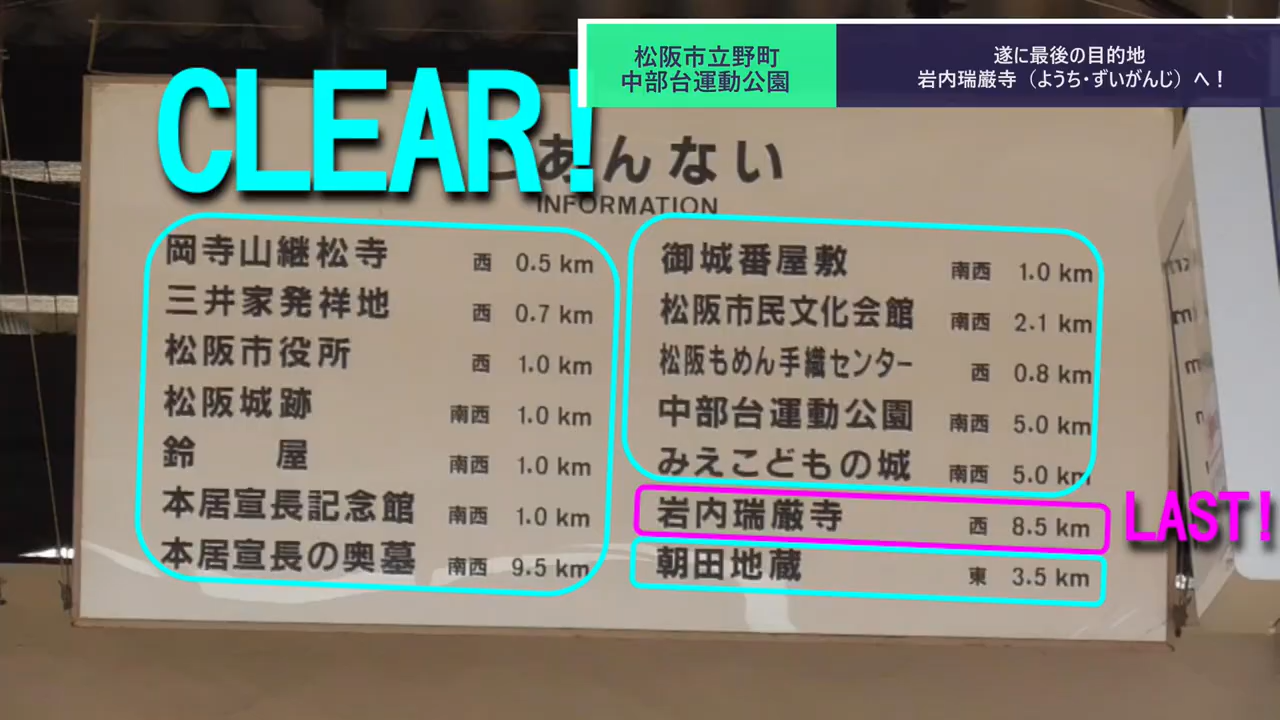 松阪市立野町
中部台運動公園
遂に最後の目的地
岩内瑞巌寺（ようち・ずいがんじ）へ！
CLEAR!
あんない
INFORMATION
岡寺山継松寺 西 0.5 km
三井家発祥地 西 0.7 km
松阪市役所 西 1.0 km
松阪城跡 南西 1.0 km
鈴屋 南西 1.0 km
本居宣長記念館 南西 1.0 km
本居宣長の奥墓 南西 9.5 km
御城番屋敷 南西 1.0 km
松阪市民文化会館 南西 2.1 km
松阪もめん手織センター 西 0.8 km
中部台運動公園 南西 5.0 km
みえこどもの城 南西 5.0 km
岩内瑞巌寺 西 8.5 km
LAST!
朝田地蔵 東 3.5 km